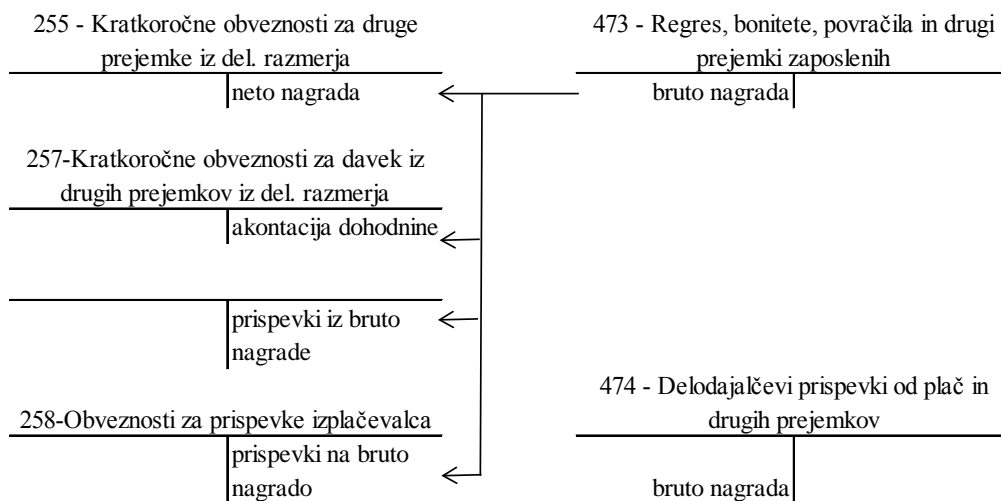 255 - Kratkoročne obveznosti za druge
prejemke iz del. razmerja
neto nagrada
473 - Regres, bonitete, povračila in drugi
prejemki zaposlenih
bruto nagrada
257-Kratkoročne obveznosti za davek iz
drugih prejemkov iz del. razmerja
akontacija dohodnine
prispevki iz bruto
nagrade
258-Obveznosti za prispevke izplačevalca
prispevki na bruto
nagrado
474 - Delodajalčevi prispevki od plač in
drugih prejemkov
bruto nagrada